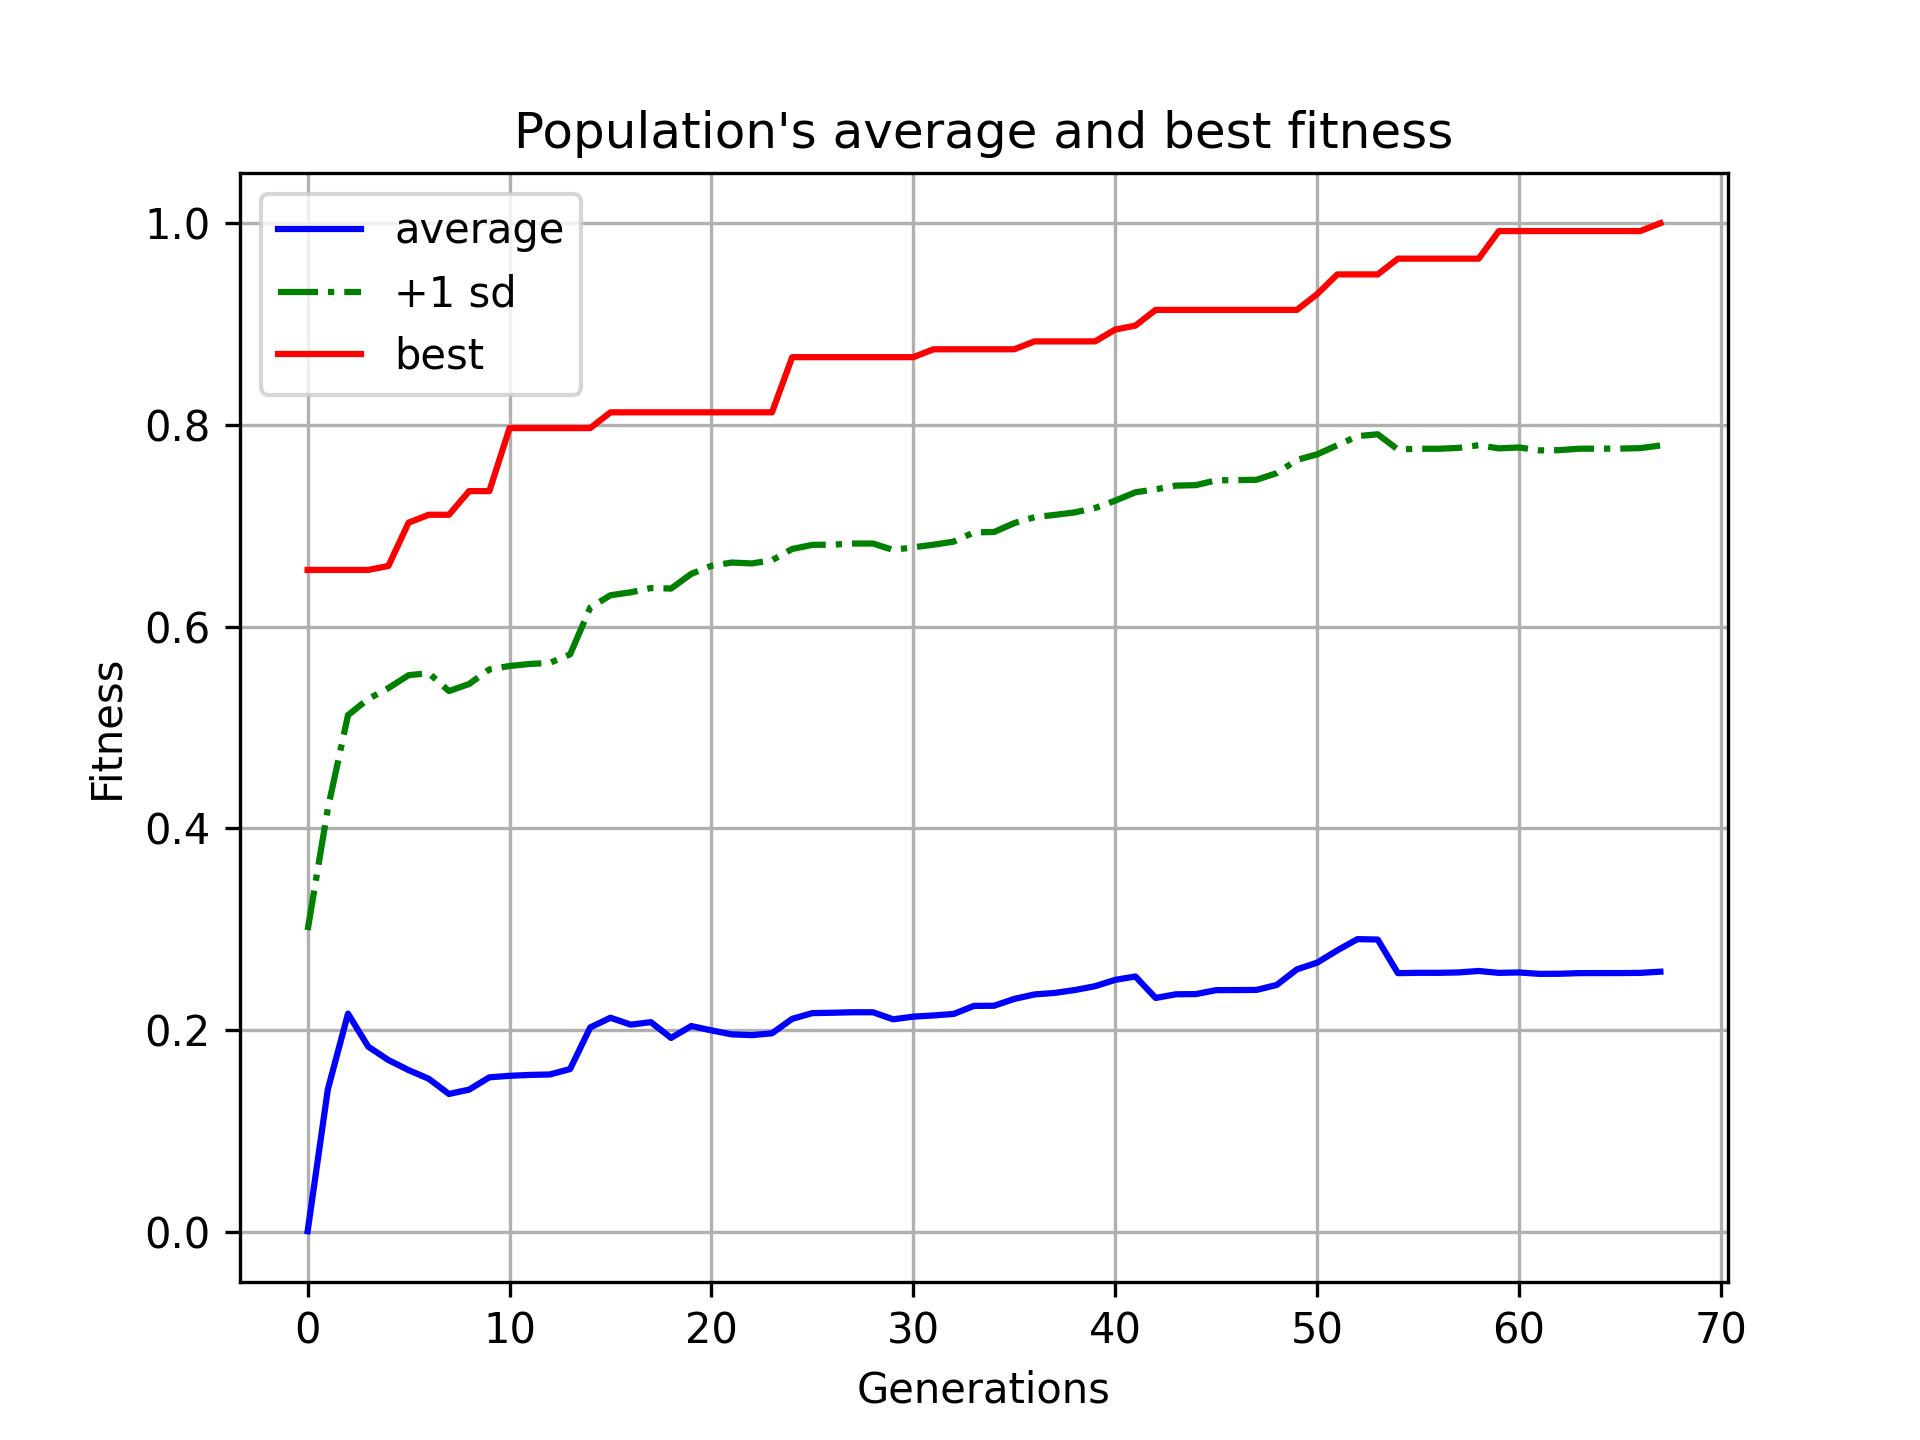 Population's average and best fitness
average
+1 sd
best
1.0
0.8
0.6
0.4
0.2
0.0
Fitness
0 10 20 30 40 50 60 70
Generations